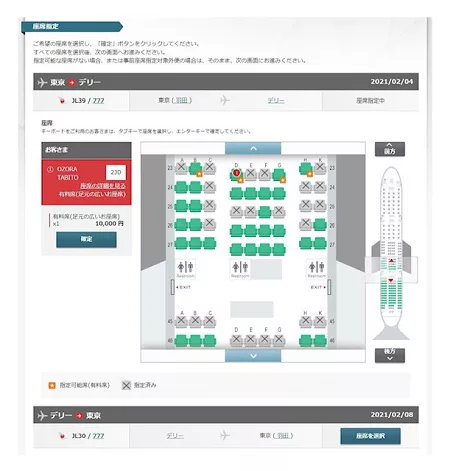 座席指定
ご希望の座席を選択し、「確定」ボタンをクリックしてください。
すべての座席選択後、次の画面へお進みください。
指定可能な座席がない場合、または事前座席指定対象外便の場合は、そのまま、次の画面にお進みください。
東京 デリー 2021/02/04
JL39 / 777 東京 (羽田) デリー 座席指定中
座席
キーボードをご利用のお客さまは、タブキーで座席を選択し、エンターキーで確定してください。
お客さま
① OZORA TABITO 23D
座席の詳細を見る
有料席(足元の広いお座席)
有料席(足元の広いお座席)
x1 10,000 円
確定
前方
A B C D E F G H K
23 23
24 24
25 25
26 26
27 27
Restroom Restroom Restroom
EXIT EXIT
A B C D E F G H K
45 45
46 46
後方
指定可能席(有料席) 指定済み
デリー 東京 2021/02/08
JL30 / 777 デリー 東京 (羽田) 座席を選択